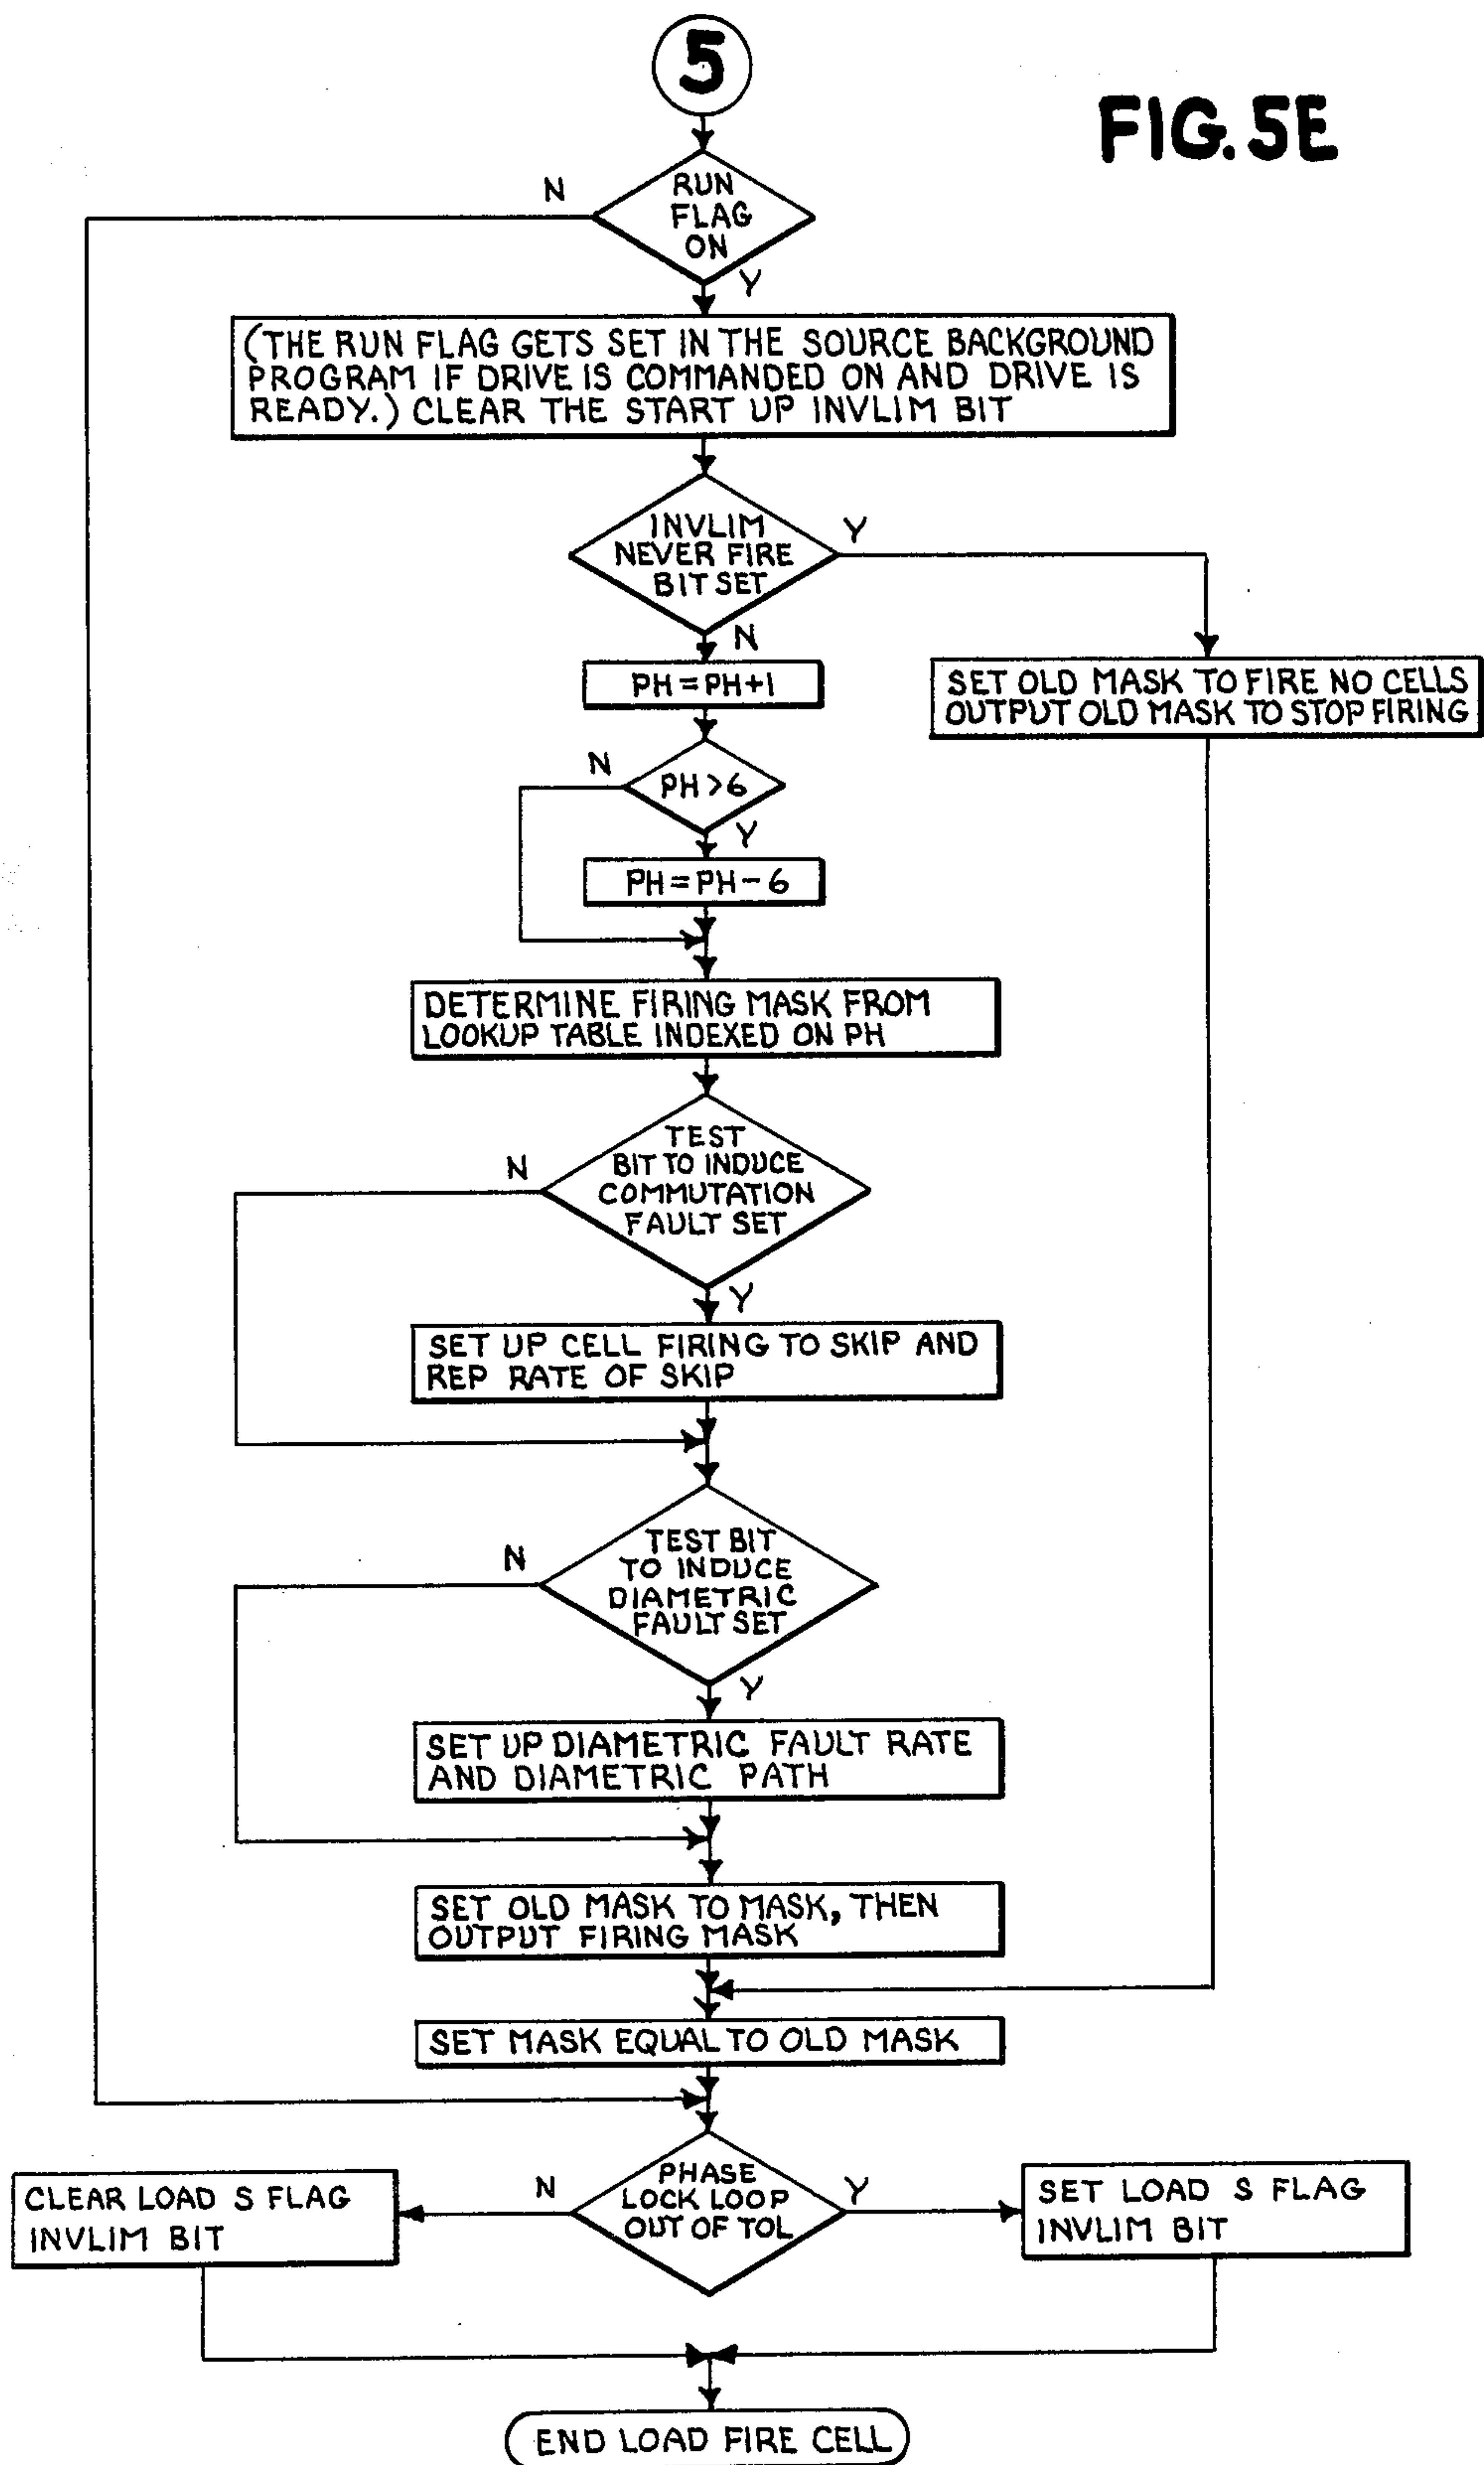 5
FIG. 5E
RUN
FLAG
ON
N
Y
(THE RUN FLAG GETS SET IN THE SOURCE BACKGROUND
PROGRAM IF DRIVE IS COMMANDED ON AND DRIVE IS
READY.) CLEAR THE START UP INVLIM BIT
INVLIM
NEVER FIRE
BIT SET
Y
N
PH=PH+1
SET OLD MASK TO FIRE NO CELLS
OUTPUT OLD MASK TO STOP FIRING
N
PH>6
Y
PH=PH-6
DETERMINE FIRING MASK FROM
LOOKUP TABLE INDEXED ON PH
TEST
BIT TO INDUCE
COMMUTATION
FAULT SET
N
Y
SET UP CELL FIRING TO SKIP AND
REP RATE OF SKIP
TEST BIT
TO INDUCE
DIAMETRIC
FAULT SET
N
Y
SET UP DIAMETRIC FAULT RATE
AND DIAMETRIC PATH
SET OLD MASK TO MASK, THEN
OUTPUT FIRING MASK
SET MASK EQUAL TO OLD MASK
PHASE
LOCK LOOP
OUT OF TOL
N
Y
CLEAR LOAD S FLAG
INVLIM BIT
SET LOAD S FLAG
INVLIM BIT
END LOAD FIRE CELL